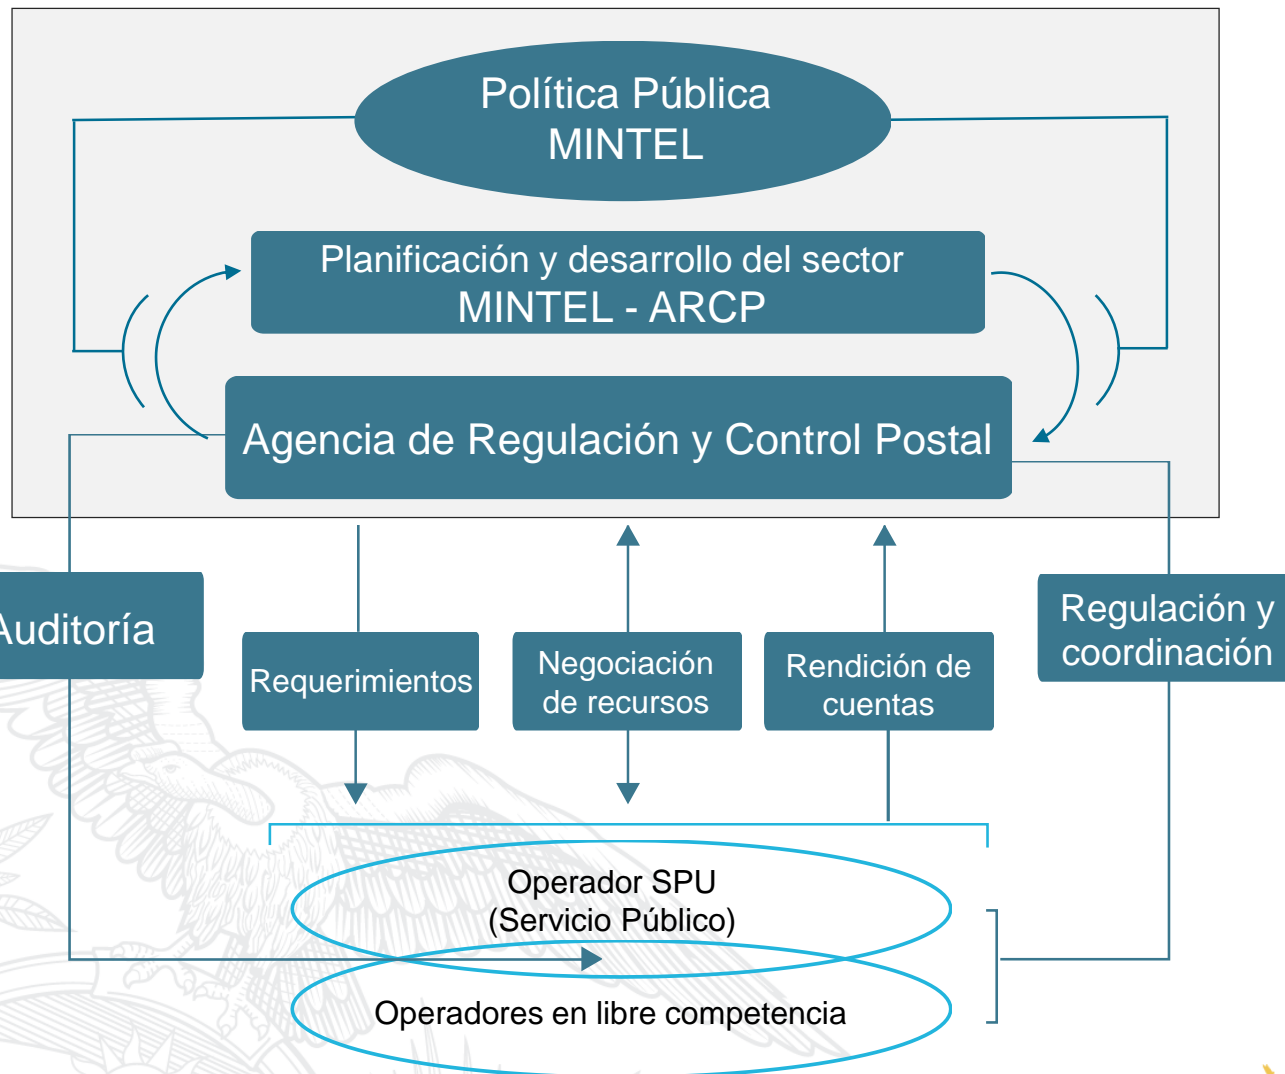 Política Pública
MINTEL
Planificación y desarrollo del sector
MINTEL - ARCP
Agencia de Regulación y Control Postal
Auditoría
Requerimientos
Negociación
de recursos
Rendición de
cuentas
Regulación y
coordinación
Operador SPU
(Servicio Público)
Operadores en libre competencia